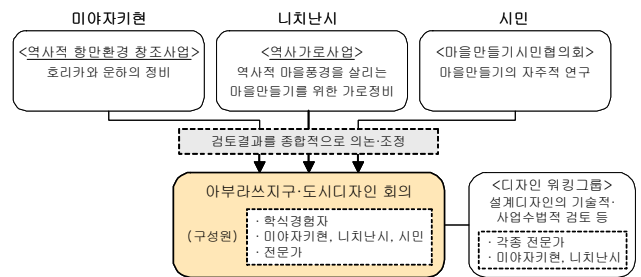 미야자키현
니치난시
시민
<역사적 항만환경 창조사업>
호리카와 운하의 정비
<역사가로사업>
역사적 마을풍경을 살리는
마을만들기를 위한 가로정비
<마을만들기시민협의회>
마을만들기의 자주적 연구
검토결과를 종합적으로 의논·조정
아부라쓰지구·도시디자인 회의
(구성원)
· 학식경험자
· 미야자키현, 니치난시, 시민
· 전문가
<디자인 워킹그룹>
설계디자인의 기술적·
사업수법적 검토 등
· 각종 전문가
· 미야자키현, 니치난시